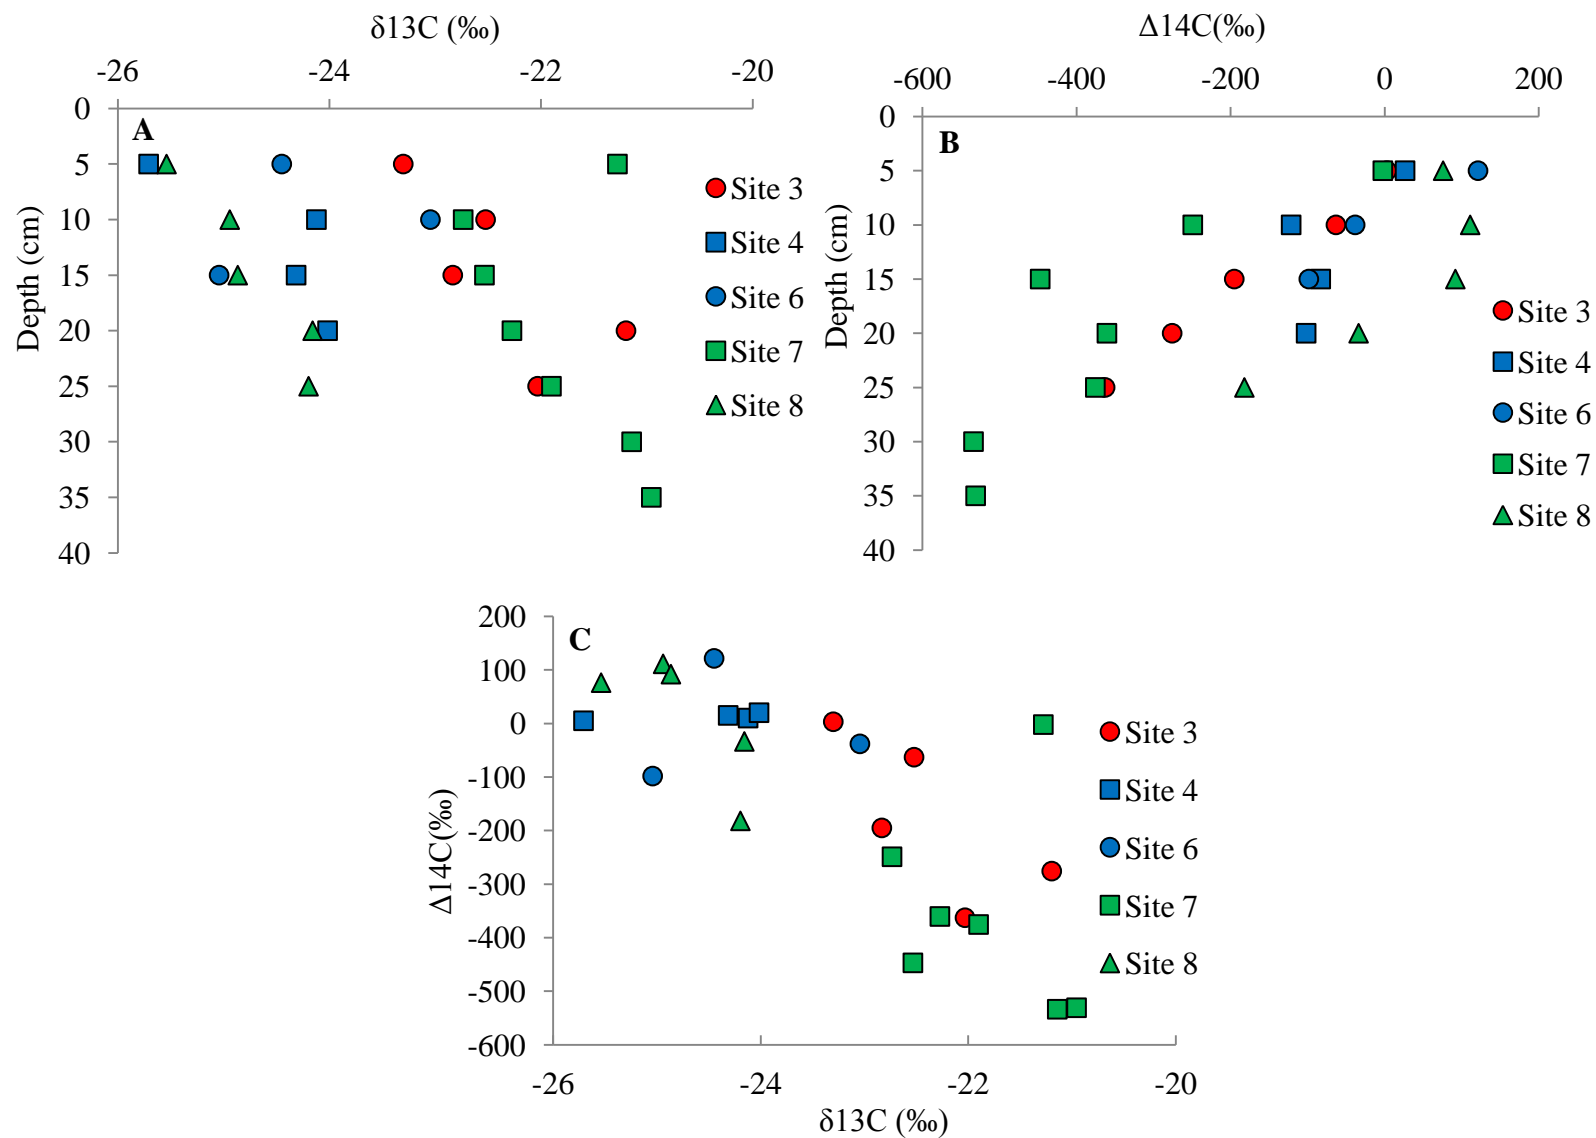 δ13C (‰)
-26 -24 -22 -20
0
5
10
15
20
25
30
35
40
Depth (cm)
A
Site 3
Site 4
Site 6
Site 7
Site 8
Δ14C(‰)
-600 -400 -200 0 200
0
5
10
15
20
25
30
35
40
Depth (cm)
B
Site 3
Site 4
Site 6
Site 7
Site 8
200
100
0
-100
-200
-300
-400
-500
-600
Δ14C(‰)
C
Site 3
Site 4
Site 6
Site 7
Site 8
-26 -24 -22 -20
δ13C (‰)